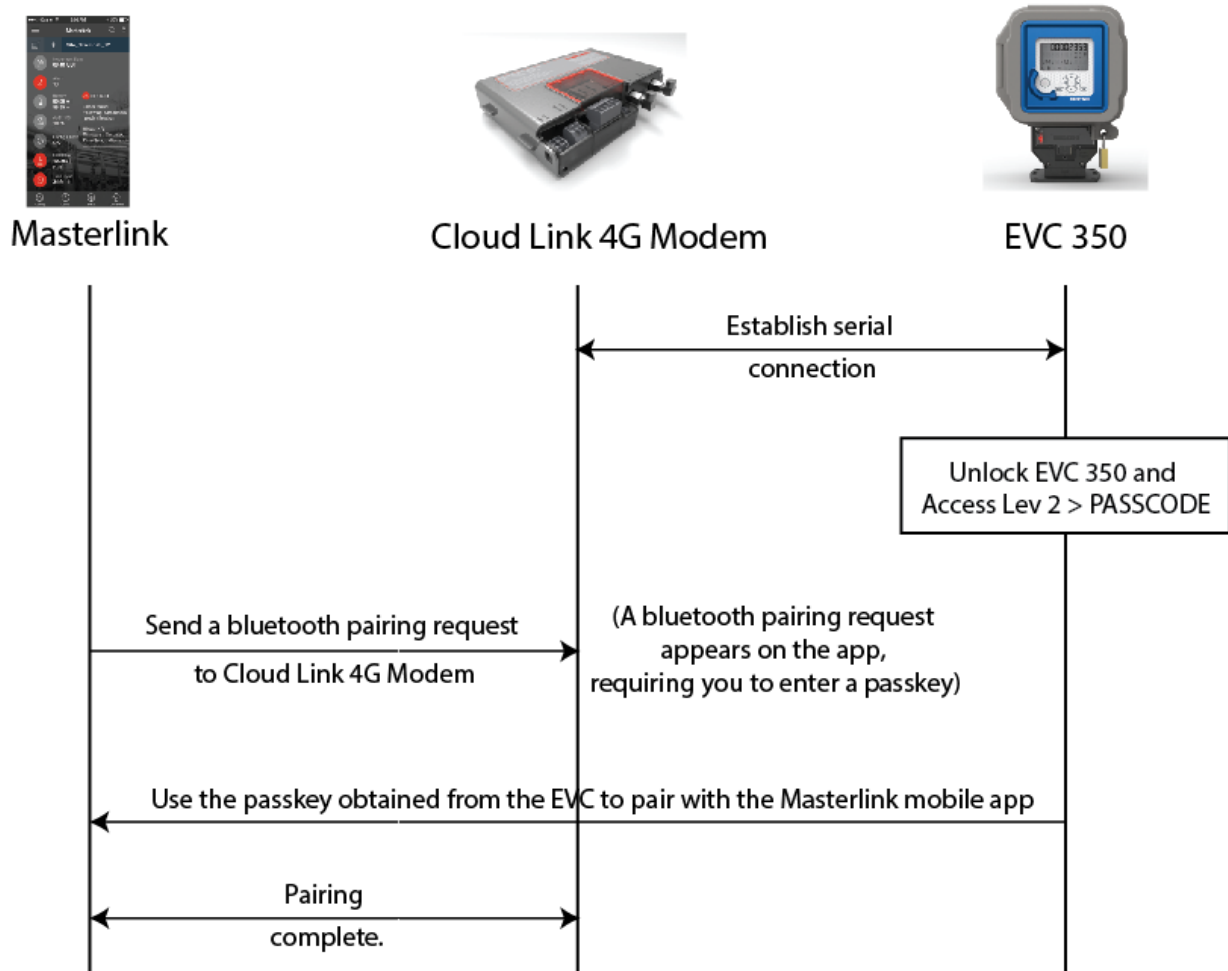 Masterlink
Masterlink
Cloud Link 4G Modem
EVC 350
Establish serial
connection
Unlock EVC 350 and
Access Lev 2 > PASSCODE
Send a bluetooth pairing request
to Cloud Link 4G Modem
(A bluetooth pairing request
appears on the app,
requiring you to enter a passkey)
Use the passkey obtained from the EVC to pair with the Masterlink mobile app
Pairing
complete.